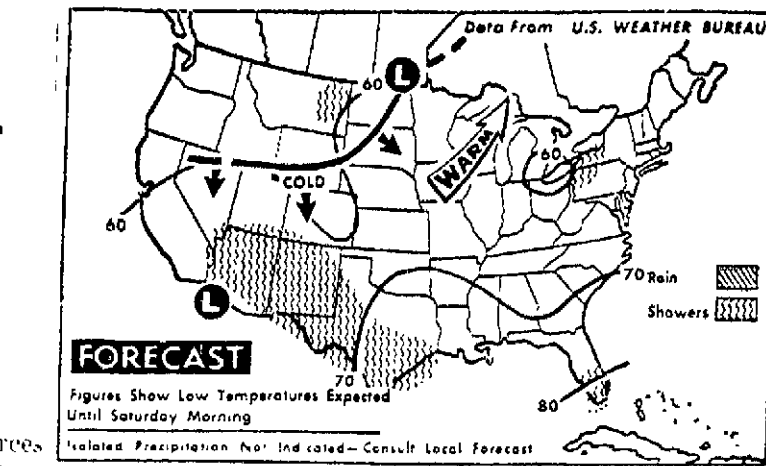 Data From U.S. WEATHER BUREAU
L
60
WARM
60
COLD
60
L
70 Rain
Showers
FORECAST
70
80
Figures Show Low Temperatures Expected
Until Saturday Morning
Isolated Precipitation Not Indicated—Consult Local Forecast